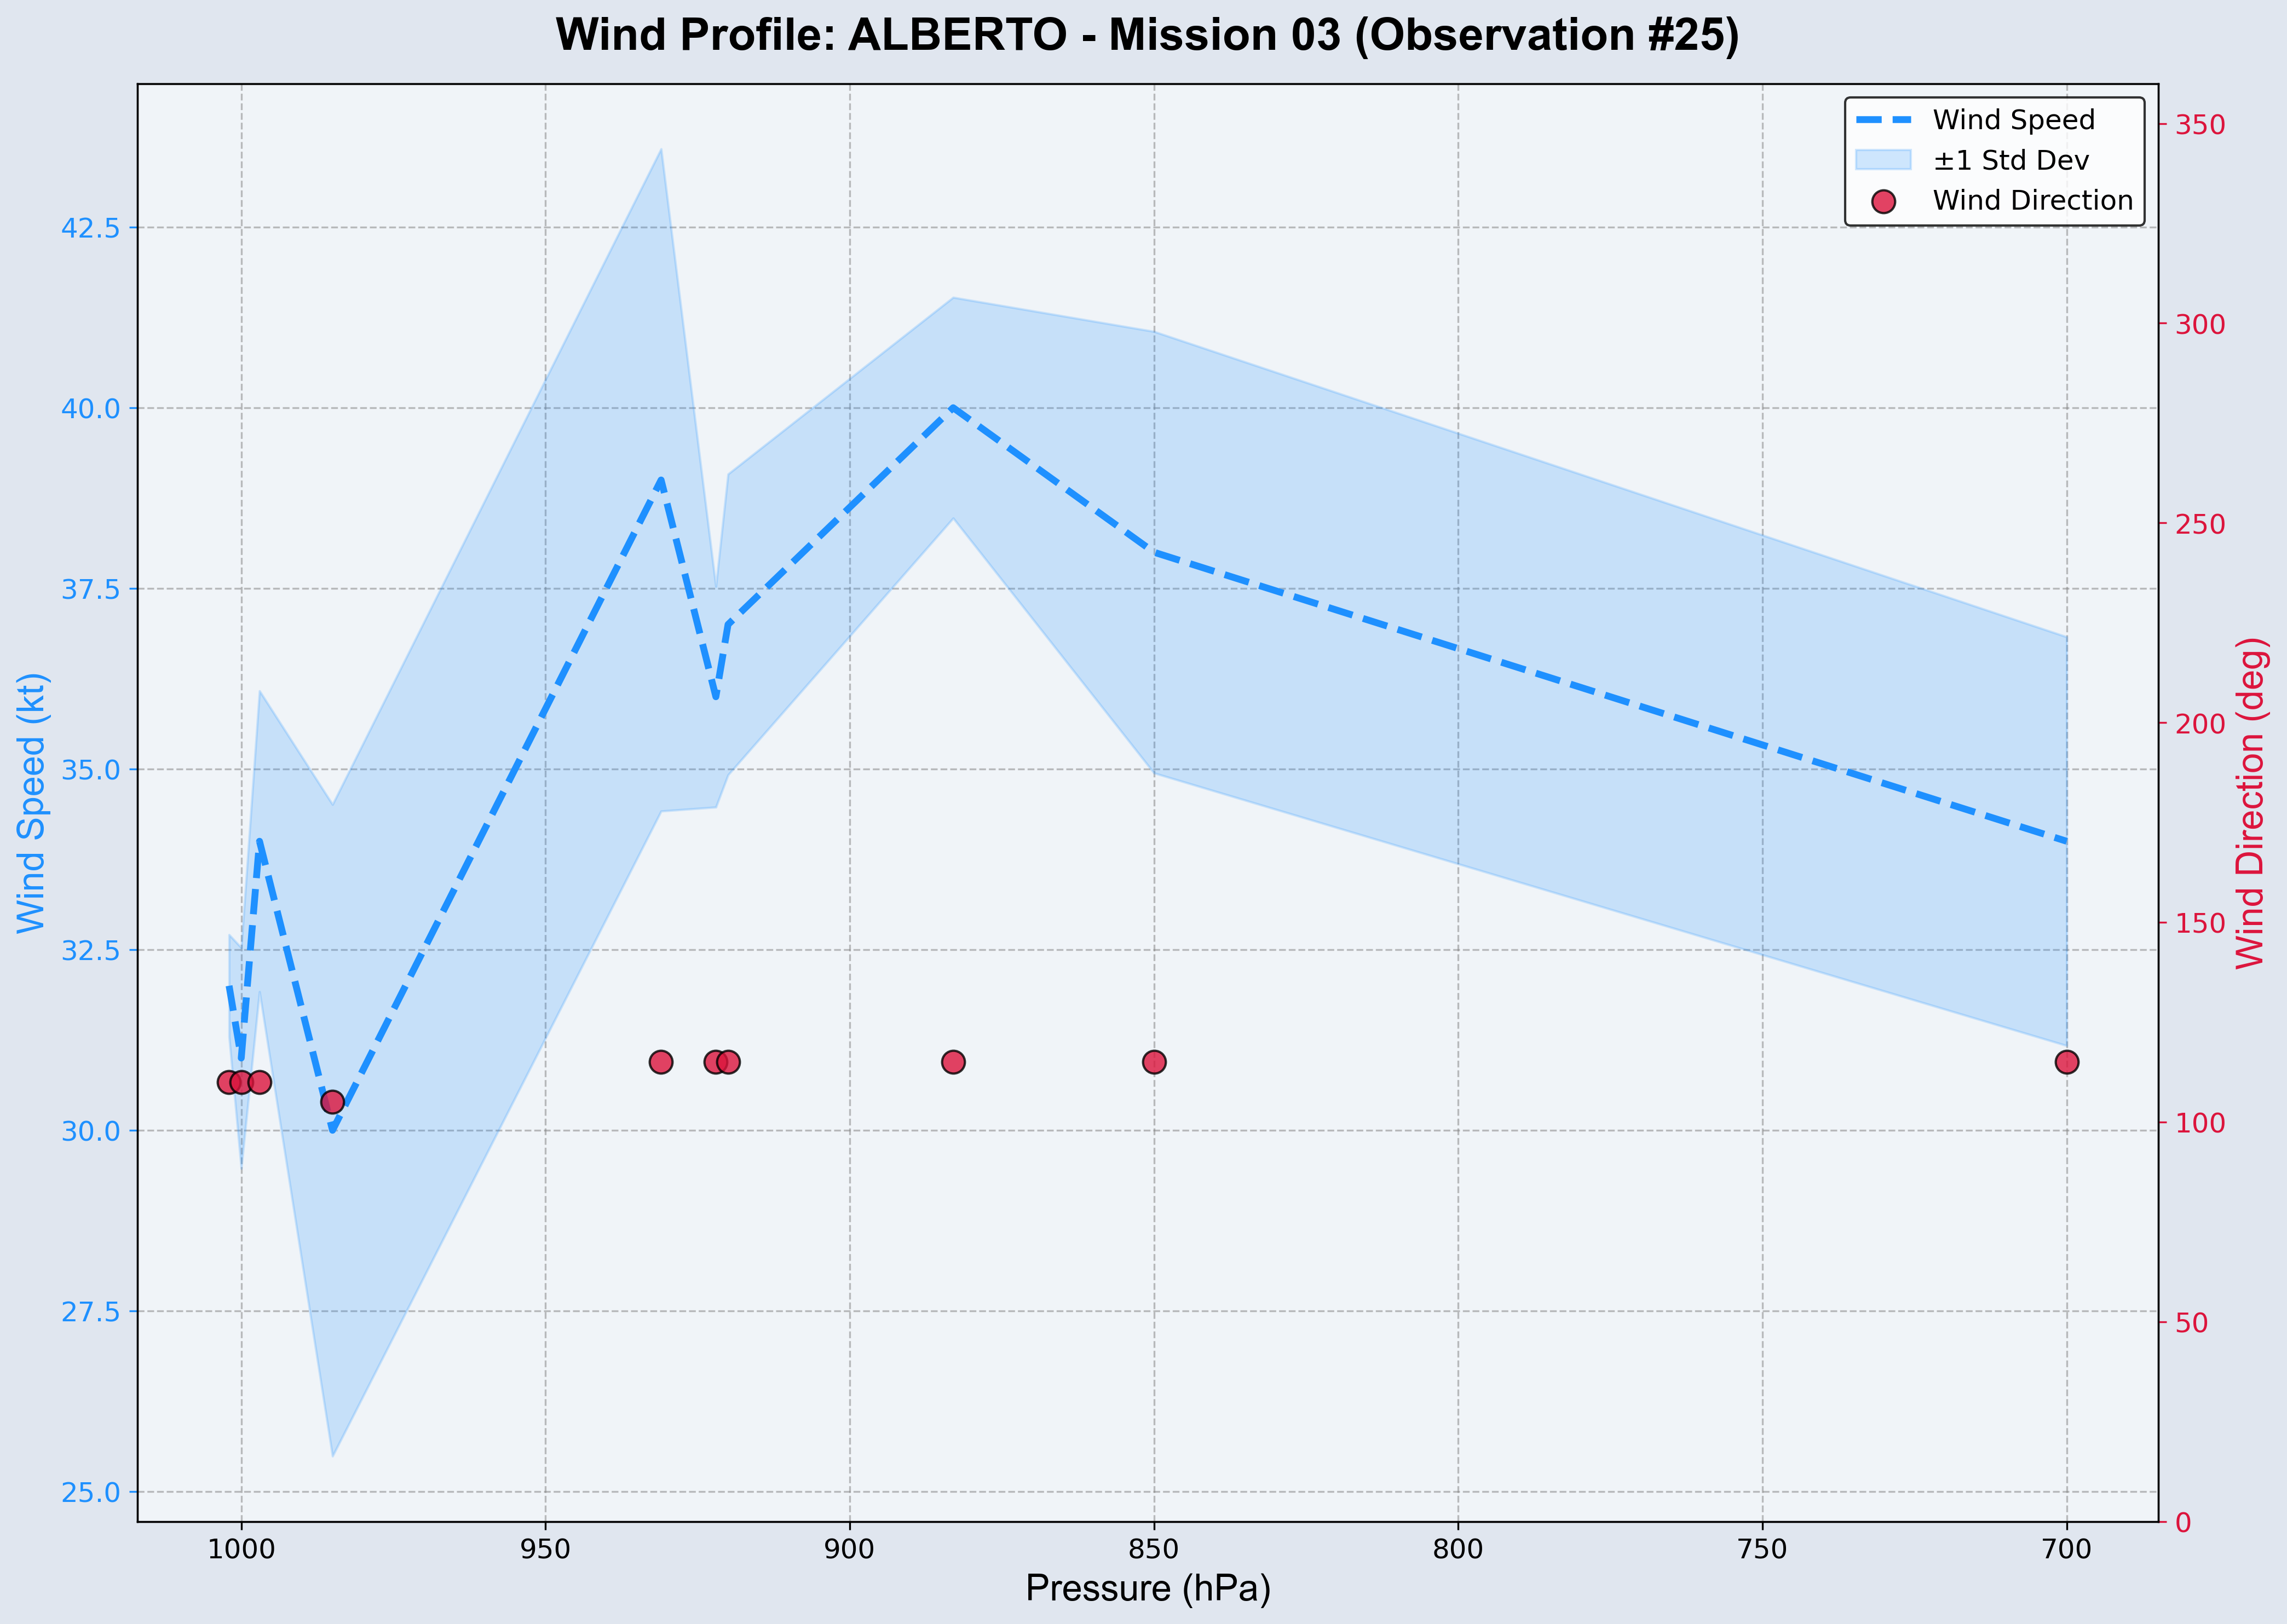 Wind Profile: ALBERTO - Mission 03 (Observation #25)
Wind Speed
±1 Std Dev
Wind Direction
Wind Speed (kt)
42.5
40.0
37.5
35.0
32.5
30.0
27.5
25.0
350
300
250
200
150
100
50
0
Wind Direction (deg)
1000 950 900 850 800 750 700
Pressure (hPa)